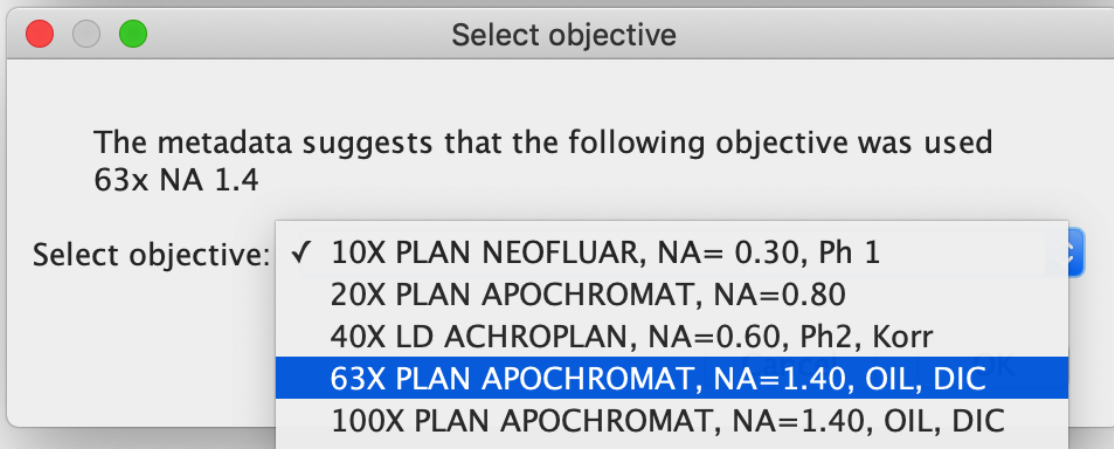 Select objective
The metadata suggests that the following objective was used
63x NA 1.4
Select objective: ✓ 10X PLAN NEOFLUAR, NA= 0.30, Ph 1
20X PLAN APOCHROMAT, NA=0.80
40X LD ACHROPLAN, NA=0.60, Ph2, Korr
63X PLAN APOCHROMAT, NA=1.40, OIL, DIC
100X PLAN APOCHROMAT, NA=1.40, OIL, DIC